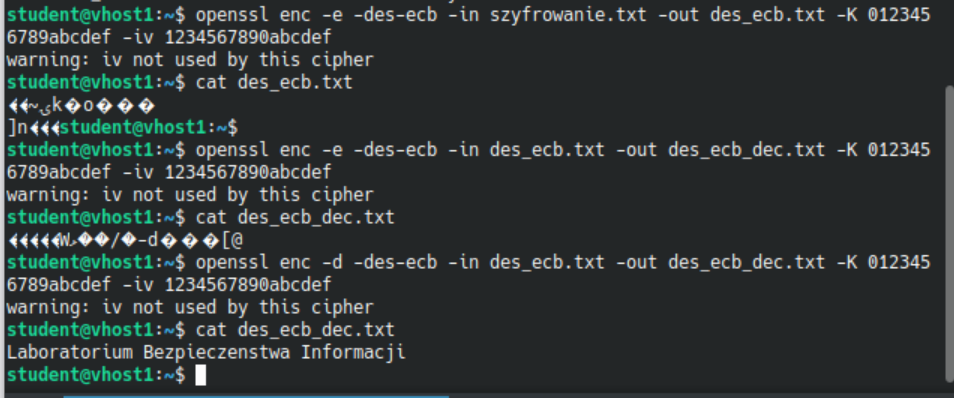 student@vhost1:~$ openssl enc -e -des-ecb -in szyfrowanie.txt -out des_ecb.txt -K 012345
6789abcdef -iv 1234567890abcdef
warning: iv not used by this cipher
student@vhost1:~$ cat des_ecb.txt
k�o���
]nstudent@vhost1:~$
student@vhost1:~$ openssl enc -e -des-ecb -in des_ecb.txt -out des_ecb_dec.txt -K 012345
6789abcdef -iv 1234567890abcdef
warning: iv not used by this cipher
student@vhost1:~$ cat des_ecb_dec.txt
��/�-d���[@
student@vhost1:~$ openssl enc -d -des-ecb -in des_ecb.txt -out des_ecb_dec.txt -K 012345
6789abcdef -iv 1234567890abcdef
warning: iv not used by this cipher
student@vhost1:~$ cat des_ecb_dec.txt
Laboratorium Bezpieczenstwa Informacji
student@vhost1:~$